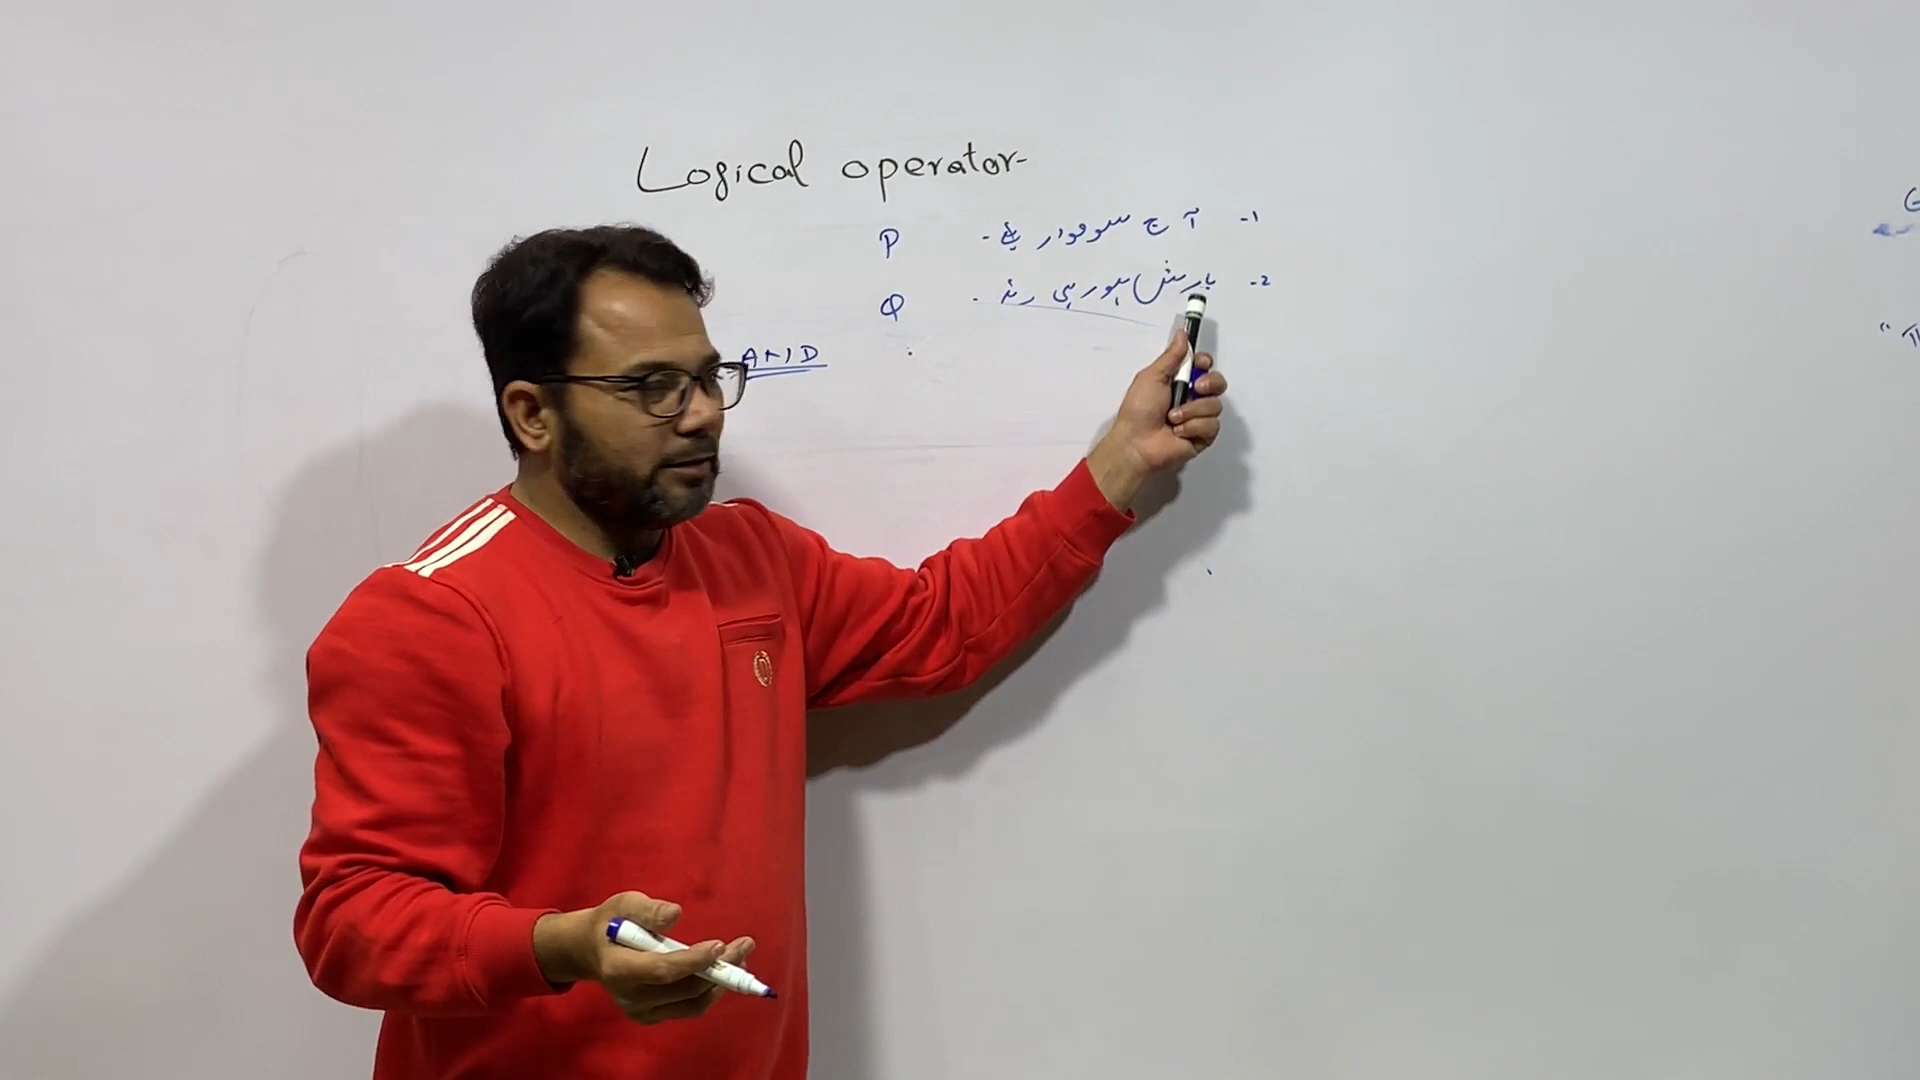 Logical operator-
P آج سوموار ہے - 1-
Q بارش ہو رہی ہے - 2-
AND